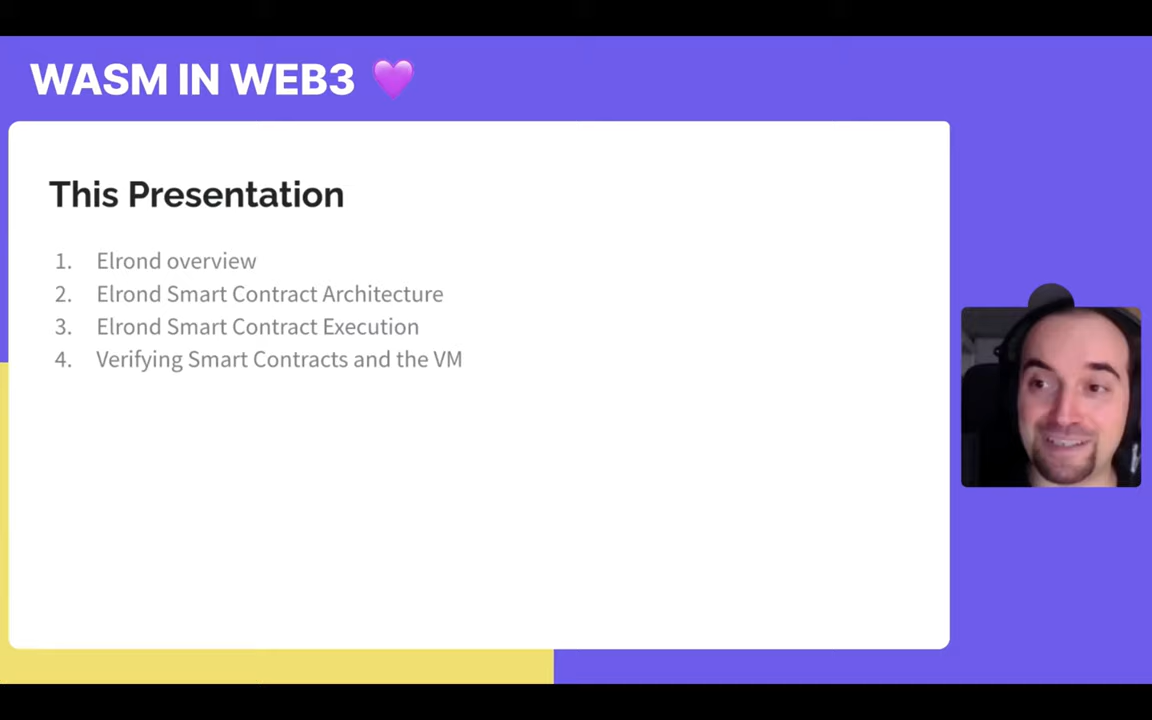 WASM IN WEB3 💜
This Presentation
1. Elrond overview
2. Elrond Smart Contract Architecture
3. Elrond Smart Contract Execution
4. Verifying Smart Contracts and the VM